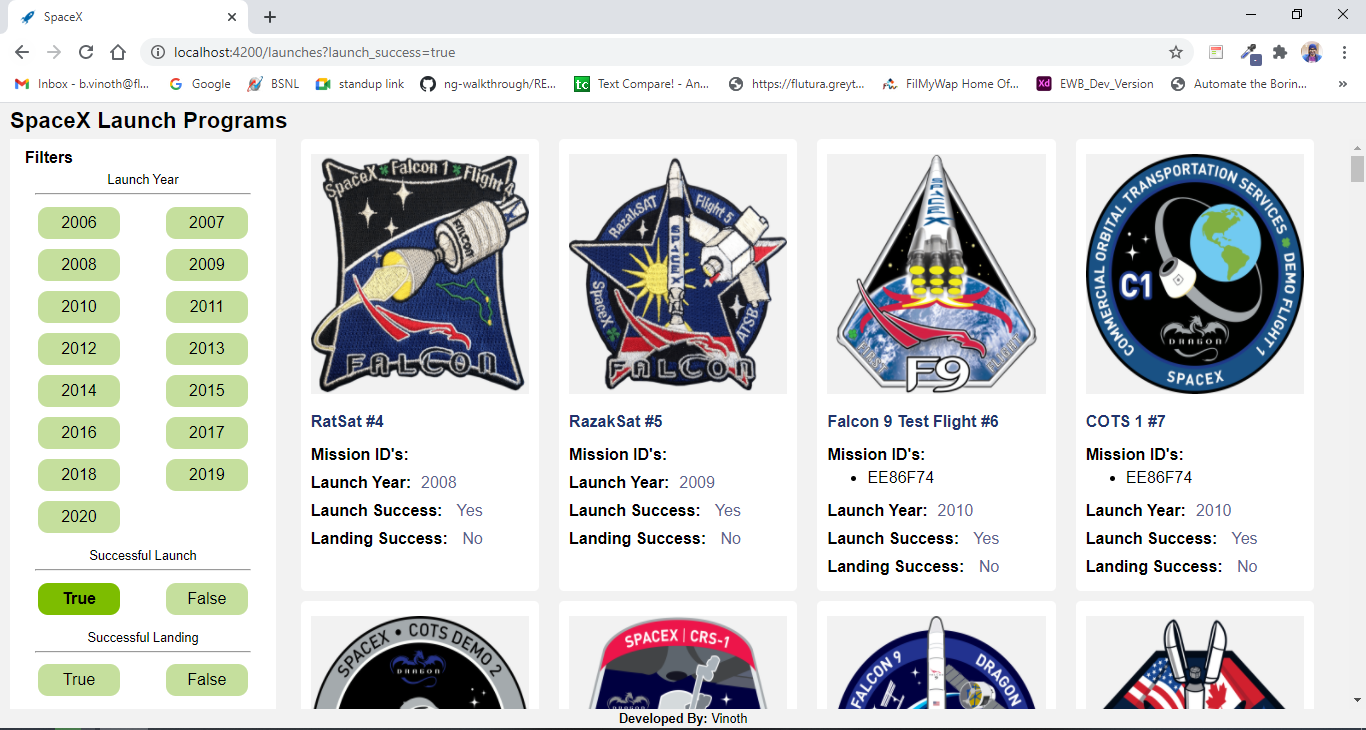 SpaceX
localhost:4200/launches?launch_success=true
Inbox - b.vinoth@fl...
Google
BSNL
standup link
ng-walkthrough/RE...
tc
Text Compare! - An...
https://flutura.greyt...
FilMyWap Home Of...
Xd
EWB_Dev_Version
Automate the Borin...
»
SpaceX Launch Programs
Filters
Launch Year
2006 2007
2008 2009
2010 2011
2012 2013
2014 2015
2016 2017
2018 2019
2020
Successful Launch
True False
Successful Landing
True False
SpaceX Falcon 1 Flight 4
FALCON
FALCON
RatSat #4
Mission ID's:
Launch Year: 2008
Launch Success: Yes
Landing Success: No
RazakSAT Flight 5
SPACEX
SpaceX
ATSB
FALCON
RazakSat #5
Mission ID's:
Launch Year: 2009
Launch Success: Yes
Landing Success: No
SPACEX
FIRST FLIGHT
F9
Falcon 9 Test Flight #6
Mission ID's:
• EE86F74
Launch Year: 2010
Launch Success: Yes
Landing Success: No
COMMERCIAL ORBITAL TRANSPORTATION SERVICES DEMO FLIGHT 1
C1
DRAGON
SPACEX
COTS 1 #7
Mission ID's:
• EE86F74
Launch Year: 2010
Launch Success: Yes
Landing Success: No
SPACEX • COTS DEMO 2
DRAGON
SPACEX | CRS-1
FALCON 9 DRAGON
Developed By: Vinoth